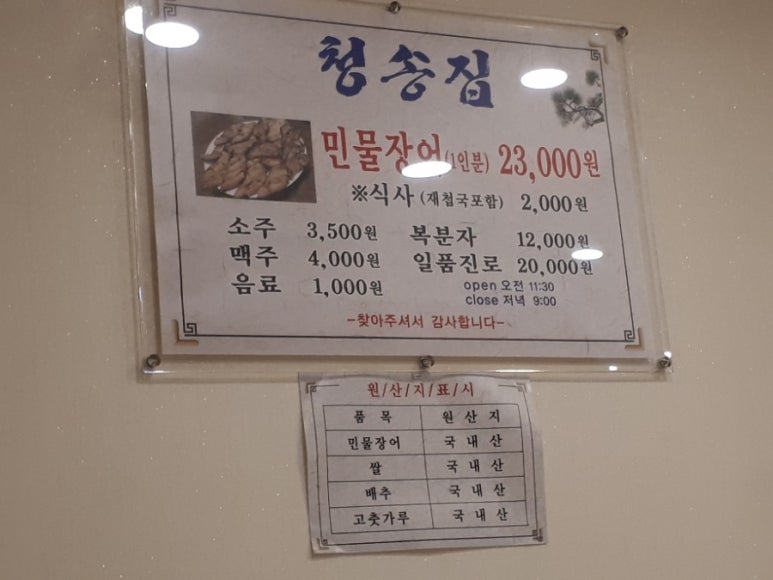 청송집
민물장어(1인분) 23,000원
※식사(재첩국포함) 2,000원
소주 3,500원 복분자 12,000원
맥주 4,000원 일품진로 20,000원
음료 1,000원 open 오전 11:30
close 저녁 9:00
-찾아주셔서 감사합니다-
원/산/지/표/시
품목 원산지
민물장어 국내산
쌀 국내산
배추 국내산
고춧가루 국내산